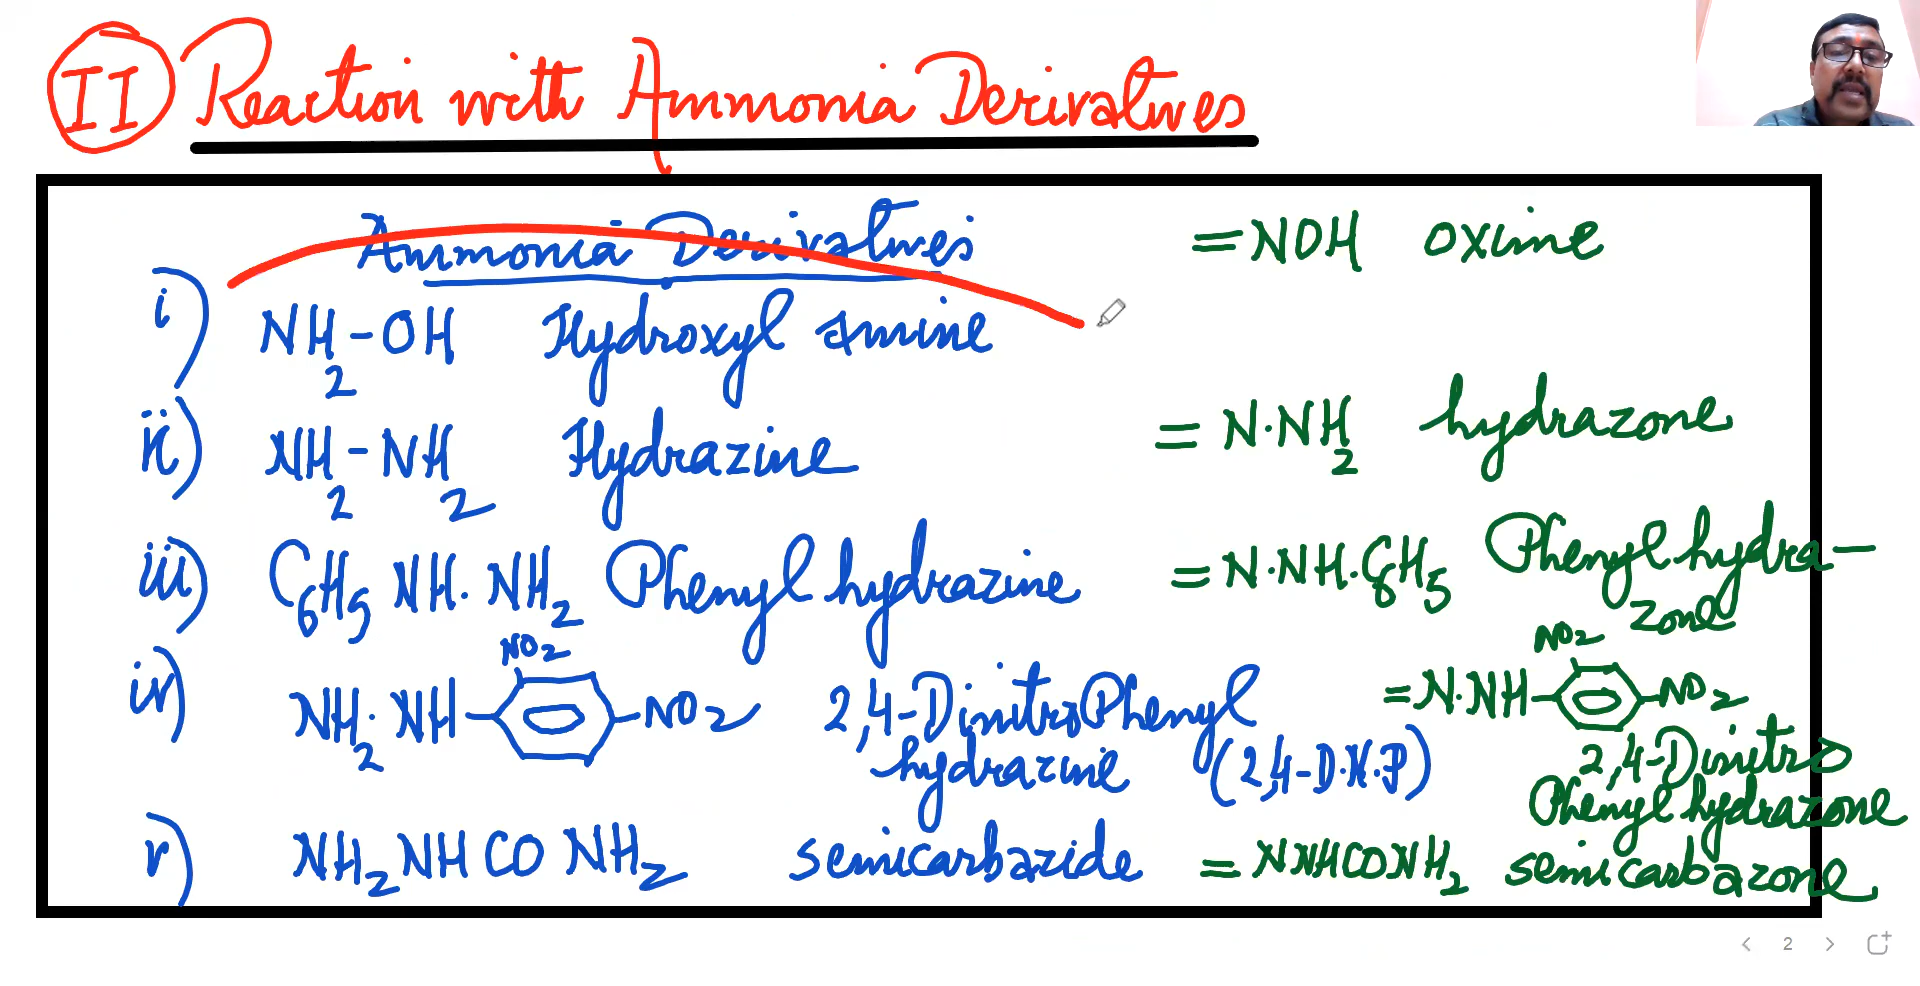 II Reaction with Ammonia Derivatives
Ammonia Derivatives
=NOH oxime
i) NH2-OH Hydroxyl amine
ii) NH2-NH2 Hydrazine
=N·NH2 hydrazone
iii) C6H5 NH·NH2 Phenyl hydrazine
=N·NH·C6H5 Phenyl hydra-
zone
iv) NH2·NH- NO2 -NO2 2,4-DinitroPhenyl
hydrazine (2,4-D·N·P)
=N·NH- NO2 -NO2
2,4-Dinitro
Phenyl hydrazone
v) NH2NH CO NH2 semicarbazide
=NNHCONH2 semicarbazone
2